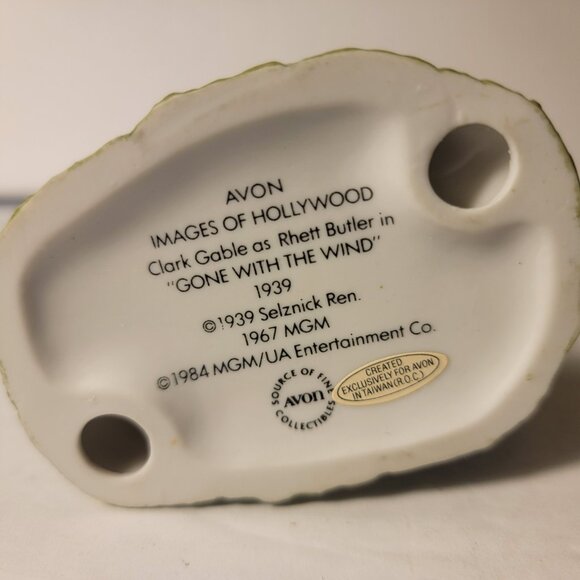 AVON
IMAGES OF HOLLYWOOD
Clark Gable as Rhett Butler in
"GONE WITH THE WIND"
1939
©1939 Selznick Ren.
1967 MGM
©1984 MGM/UA Entertainment Co.
SOURCE OF FINE
AVON
COLLECTIBLES
CREATED
EXCLUSIVELY FOR AVON
IN TAIWAN (R.O.C.)